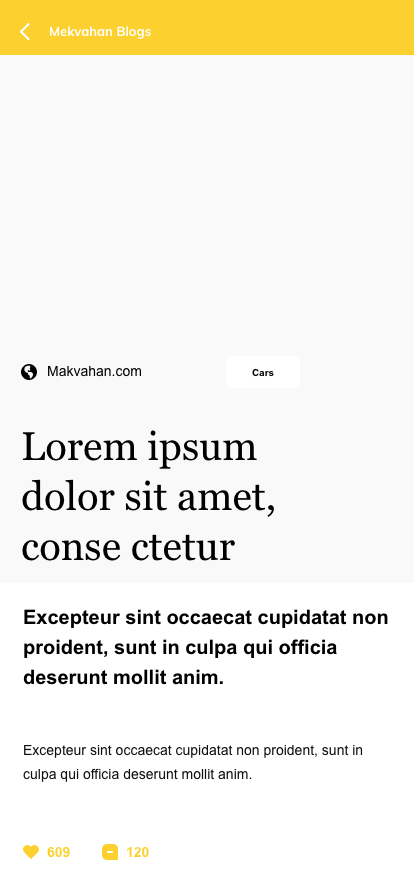 Mekvahan Blogs
Makvahan.com
Cars
Lorem ipsum
dolor sit amet,
conse ctetur
Excepteur sint occaecat cupidatat non
proident, sunt in culpa qui officia
deserunt mollit anim.
Excepteur sint occaecat cupidatat non proident, sunt in
culpa qui officia deserunt mollit anim.
609 120